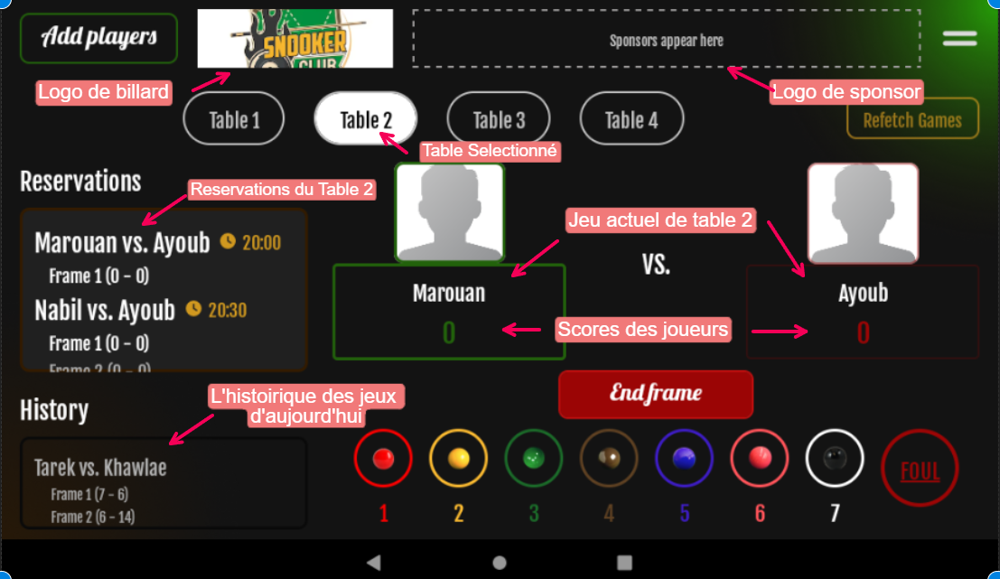 Add players
SNOOKER
CLUB
Sponsors appear here
Logo de billard
Logo de sponsor
Table 1
Table 2
Table 3
Table 4
Refetch Games
Table Selectionné
Reservations
Reservations du Table 2
Marouan vs. Ayoub 20:00
Frame 1 (0 - 0)
Nabil vs. Ayoub 20:30
Frame 1 (0 - 0)
Frame 2 (0 - 0)
Jeu actuel de table 2
VS.
Marouan
0
Ayoub
0
Scores des joueurs
End frame
History
L'histoirique des jeux
d'aujourd'hui
Tarek vs. Khawlae
Frame 1 (7 - 6)
Frame 2 (6 - 14)
1
2
3
4
5
6
7
FOUL